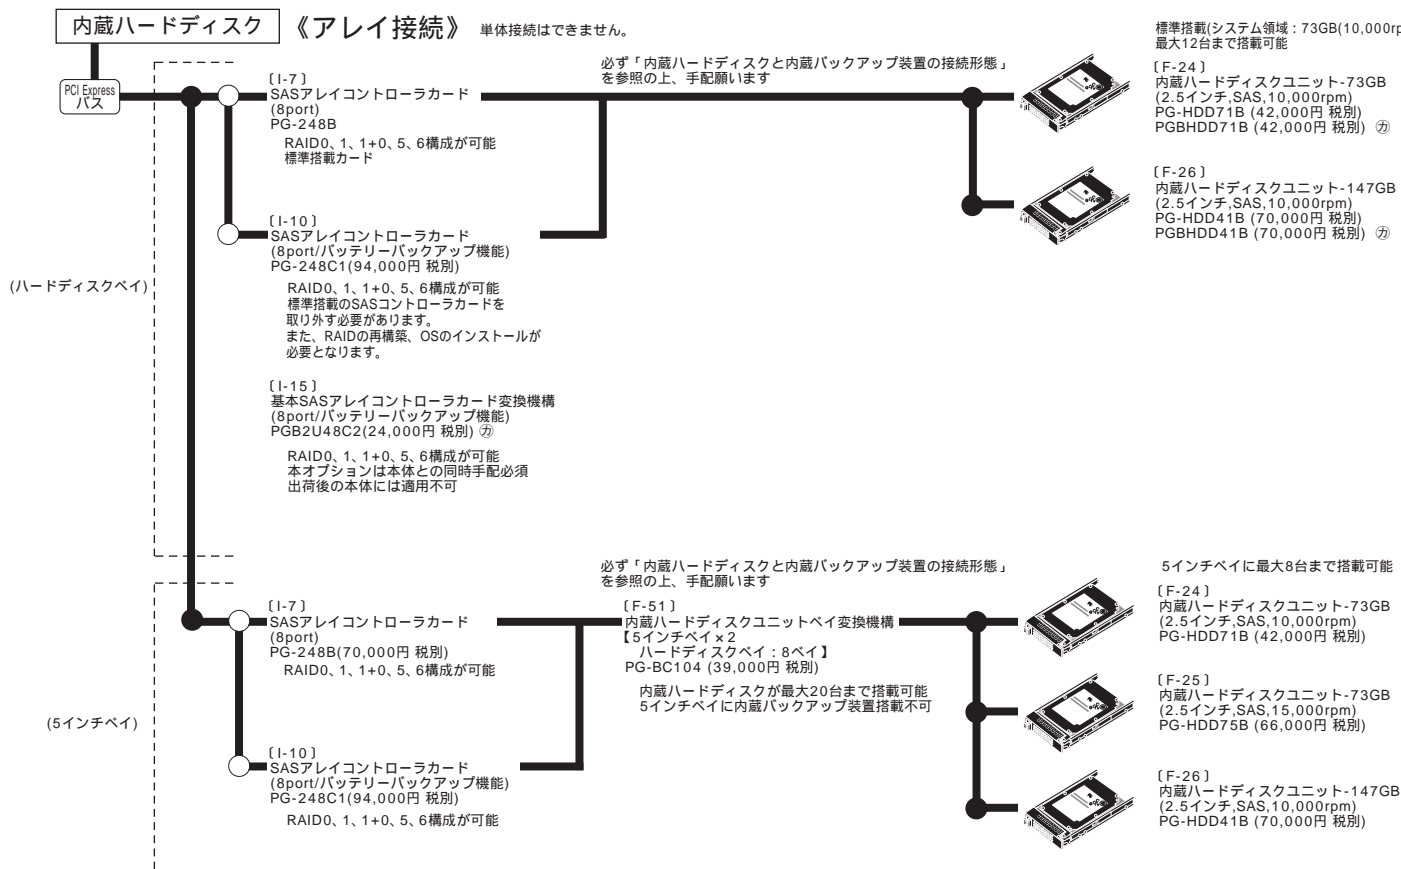 内蔵ハードディスク
《アレイ接続》 単体接続はできません。
PCI Express
バス
(ハードディスクベイ)
〔I-7〕
SASアレイコントローラカード
(8port)
PG-248B
RAID0、1、1+0、5、6構成が可能
標準搭載カード
〔I-10〕
SASアレイコントローラカード
(8port/バッテリーバックアップ機能)
PG-248C1(94,000円 税別)
RAID0、1、1+0、5、6構成が可能
標準搭載のSASコントローラカードを
取り外す必要があります。
また、RAIDの再構築、OSのインストールが
必要となります。
〔I-15〕
基本SASアレイコントローラカード変換機構
(8port/バッテリーバックアップ機能)
PGB2U48C2(24,000円 税別) ㋕
RAID0、1、1+0、5、6構成が可能
本オプションは本体との同時手配必須
出荷後の本体には適用不可
必ず「内蔵ハードディスクと内蔵バックアップ装置の接続形態」
を参照の上、手配願います
標準搭載(システム領域：73GB(10,000rp
最大12台まで搭載可能
〔F-24〕
内蔵ハードディスクユニット-73GB
(2.5インチ,SAS,10,000rpm)
PG-HDD71B (42,000円 税別)
PGBHDD71B (42,000円 税別) ㋕
〔F-26〕
内蔵ハードディスクユニット-147GB
(2.5インチ,SAS,10,000rpm)
PG-HDD41B (70,000円 税別)
PGBHDD41B (70,000円 税別) ㋕
(5インチベイ)
〔I-7〕
SASアレイコントローラカード
(8port)
PG-248B(70,000円 税別)
RAID0、1、1+0、5、6構成が可能
〔I-10〕
SASアレイコントローラカード
(8port/バッテリーバックアップ機能)
PG-248C1(94,000円 税別)
RAID0、1、1+0、5、6構成が可能
必ず「内蔵ハードディスクと内蔵バックアップ装置の接続形態」
を参照の上、手配願います
〔F-51〕
内蔵ハードディスクユニットベイ変換機構
【5インチベイ×2
ハードディスクベイ：8ベイ】
PG-BC104 (39,000円 税別)
内蔵ハードディスクが最大20台まで搭載可能
5インチベイに内蔵バックアップ装置搭載不可
5インチベイに最大8台まで搭載可能
〔F-24〕
内蔵ハードディスクユニット-73GB
(2.5インチ,SAS,10,000rpm)
PG-HDD71B (42,000円 税別)
〔F-25〕
内蔵ハードディスクユニット-73GB
(2.5インチ,SAS,15,000rpm)
PG-HDD75B (66,000円 税別)
〔F-26〕
内蔵ハードディスクユニット-147GB
(2.5インチ,SAS,10,000rpm)
PG-HDD41B (70,000円 税別)